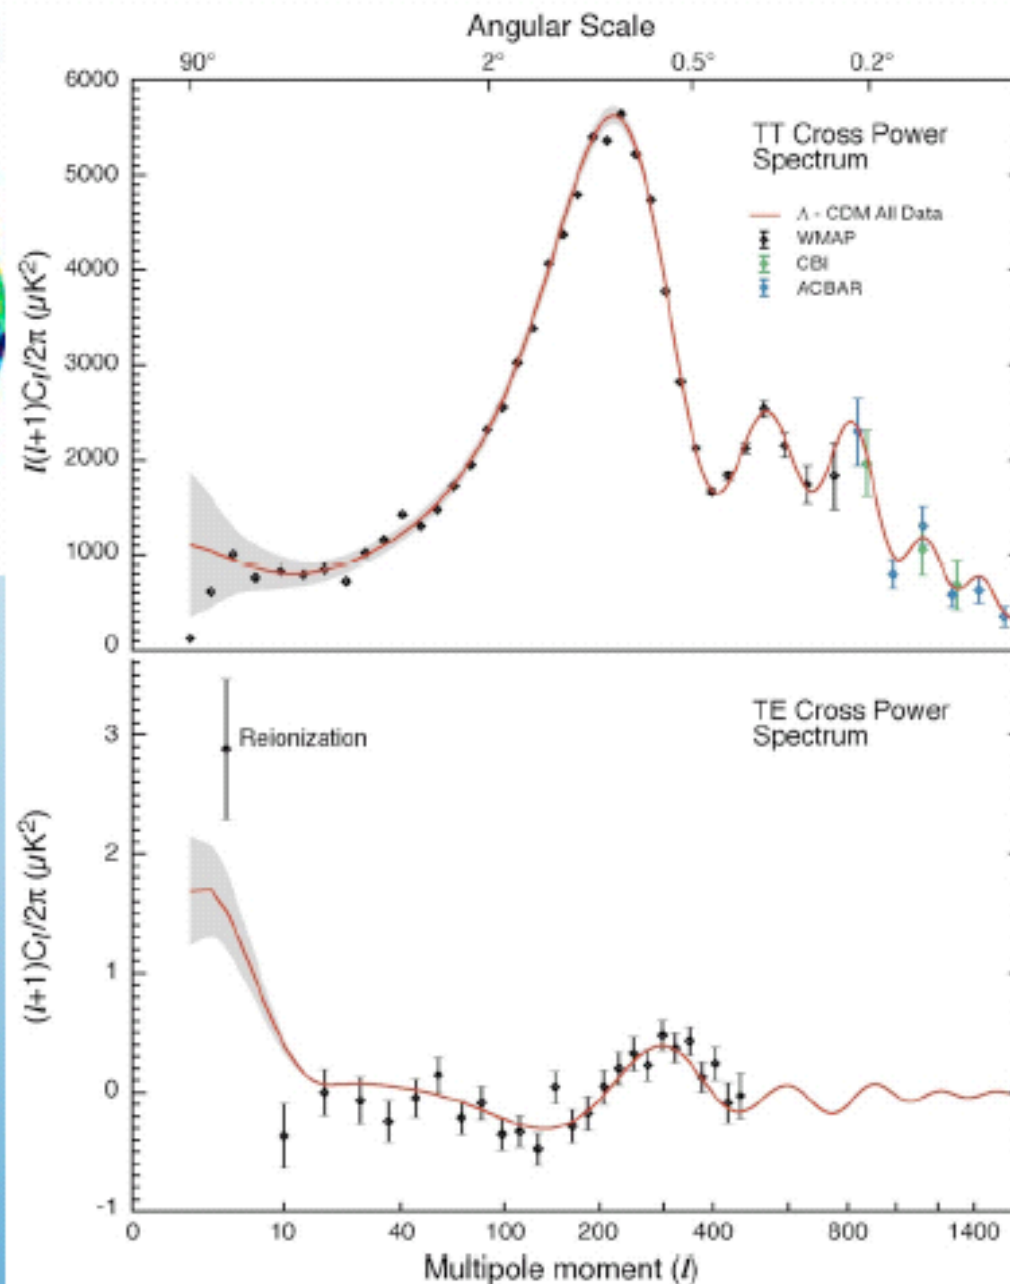 Angular Scale
90° 2° 0.5° 0.2°
6000
TT Cross Power
Spectrum
5000
Λ - CDM All Data
WMAP
CBI
ACBAR
4000
l(l+1)Cl/2π (μK²)
3000
2000
1000
0
TE Cross Power
Spectrum
3
Reionization
2
(l+1)Cl/2π (μK²)
1
0
-1
0 10 40 100 200 400 800 1400
Multipole moment (l)